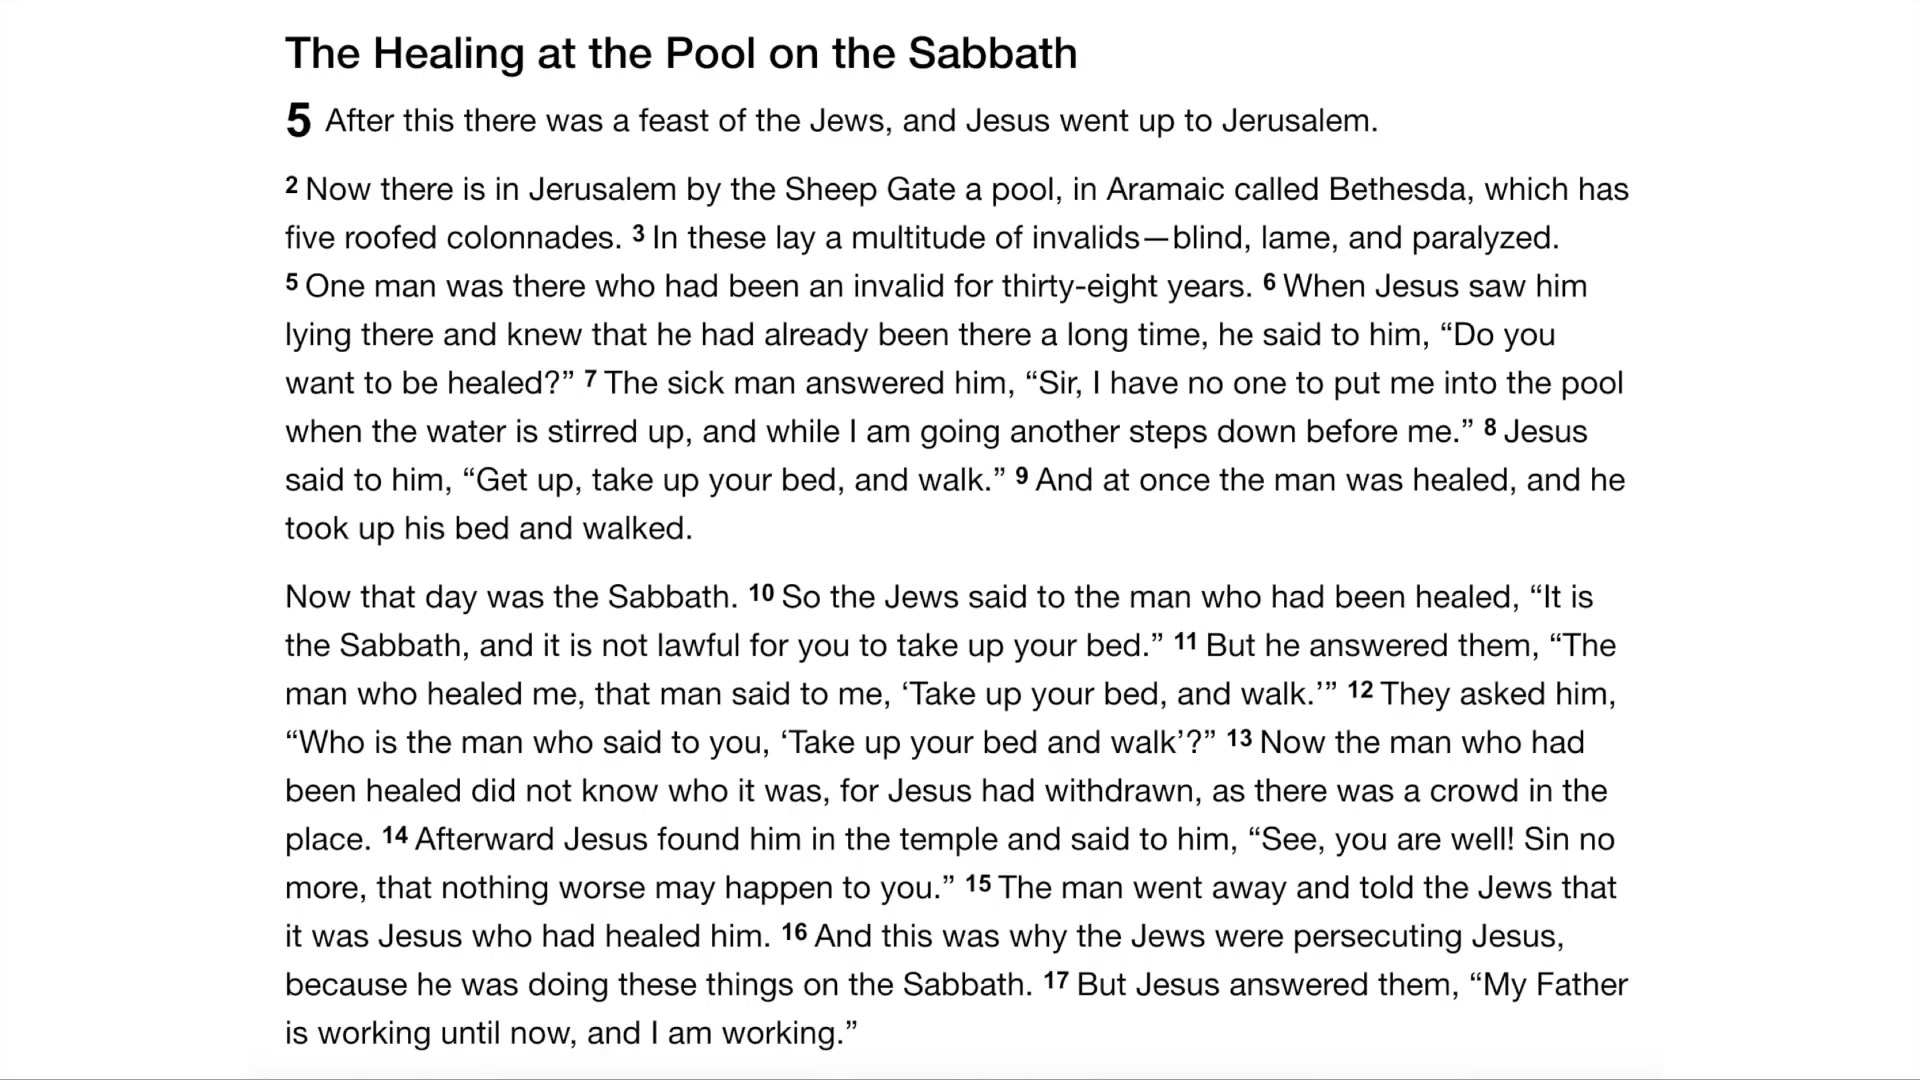 The Healing at the Pool on the Sabbath
5 After this there was a feast of the Jews, and Jesus went up to Jerusalem.
2 Now there is in Jerusalem by the Sheep Gate a pool, in Aramaic called Bethesda, which has
five roofed colonnades. 3 In these lay a multitude of invalids—blind, lame, and paralyzed.
5 One man was there who had been an invalid for thirty-eight years. 6 When Jesus saw him
lying there and knew that he had already been there a long time, he said to him, “Do you
want to be healed?” 7 The sick man answered him, “Sir, I have no one to put me into the pool
when the water is stirred up, and while I am going another steps down before me.” 8 Jesus
said to him, “Get up, take up your bed, and walk.” 9 And at once the man was healed, and he
took up his bed and walked.
Now that day was the Sabbath. 10 So the Jews said to the man who had been healed, “It is
the Sabbath, and it is not lawful for you to take up your bed.” 11 But he answered them, “The
man who healed me, that man said to me, ‘Take up your bed, and walk.’” 12 They asked him,
“Who is the man who said to you, ‘Take up your bed and walk’?” 13 Now the man who had
been healed did not know who it was, for Jesus had withdrawn, as there was a crowd in the
place. 14 Afterward Jesus found him in the temple and said to him, “See, you are well! Sin no
more, that nothing worse may happen to you.” 15 The man went away and told the Jews that
it was Jesus who had healed him. 16 And this was why the Jews were persecuting Jesus,
because he was doing these things on the Sabbath. 17 But Jesus answered them, “My Father
is working until now, and I am working.”